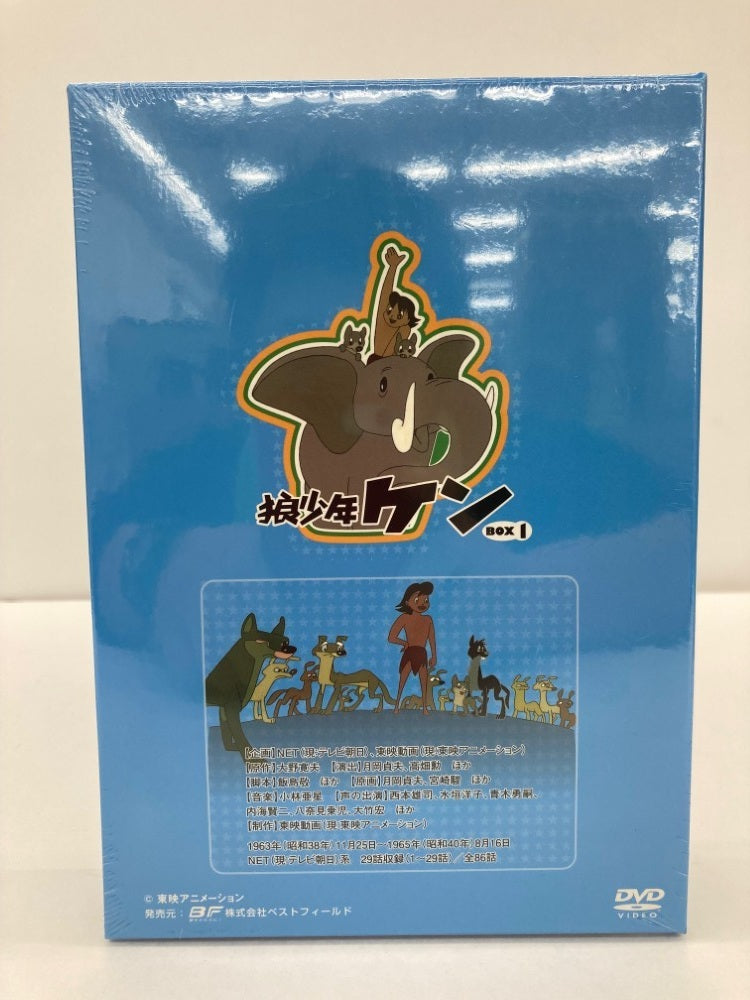 狼少年ケン BOX 1
【企画】NET(現:テレビ朝日)、東映動画(現:東映アニメーション)
【原作】大野寛夫　【演出】月岡貞夫、高畑勲　ほか
【脚本】飯島敬　ほか　【原画】月岡貞夫、宮崎駿　ほか
【音楽】小林亜星　【声の出演】西本雄司、水垣洋子、青木勇嗣、
内海賢二、八奈見乗児、大竹宏　ほか
【制作】東映動画(現:東映アニメーション)
1963年(昭和38年)11月25日〜1965年(昭和40年)8月16日
NET(現:テレビ朝日)系　29話収録(1〜29話)/全86話
© 東映アニメーション
発売元: BF 株式会社ベストフィールド
DVD
VIDEO